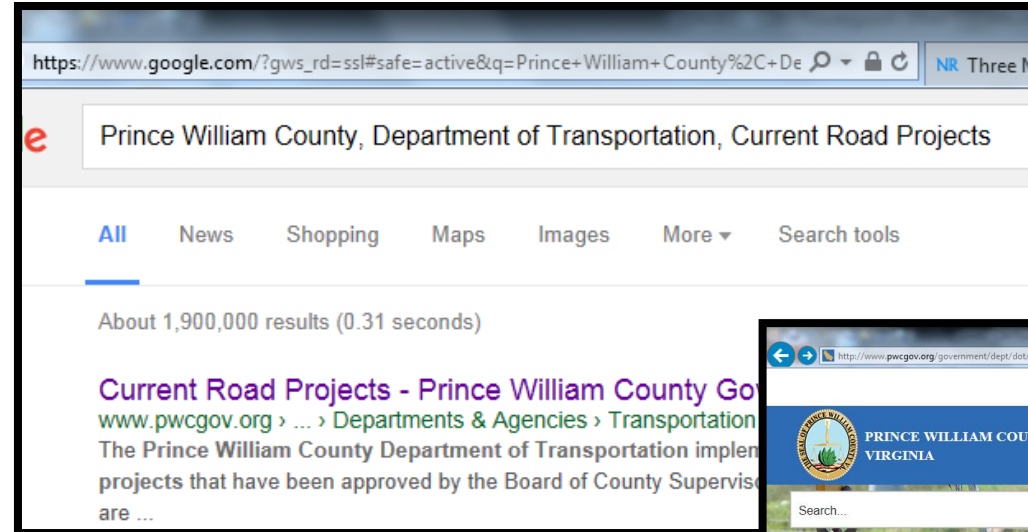 https://www.google.com/?gws_rd=ssl#safe=active&q=Prince+William+County%2C+De
NR Three
e
Prince William County, Department of Transportation, Current Road Projects
All News Shopping Maps Images More Search tools
About 1,900,000 results (0.31 seconds)
Current Road Projects - Prince William County Go
www.pwcgov.org › ... › Departments & Agencies › Transportation
The Prince William County Department of Transportation implem
projects that have been approved by the Board of County Superviso
are ...
http://www.pwcgov.org/government/dept/dot
PRINCE WILLIAM COU
VIRGINIA
Search...